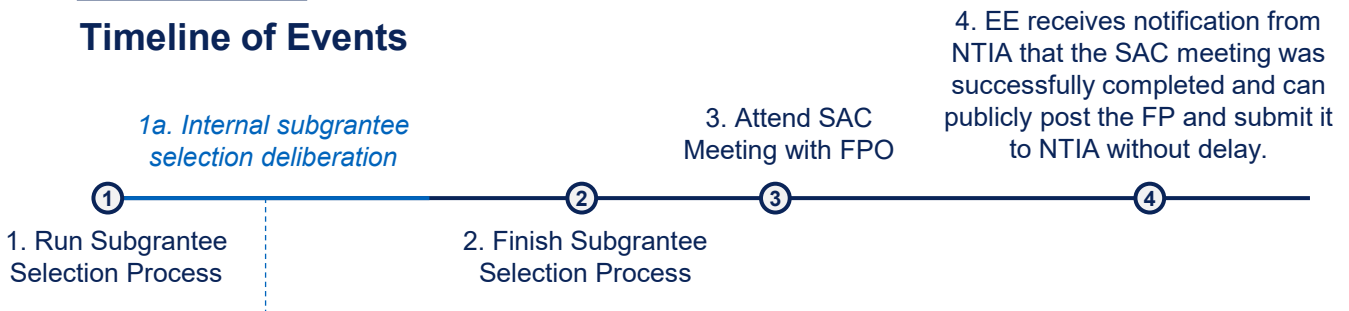 Timeline of Events
1a. Internal subgrantee
selection deliberation
3. Attend SAC
Meeting with FPO
4. EE receives notification from
NTIA that the SAC meeting was
successfully completed and can
publicly post the FP and submit it
to NTIA without delay.
1
2
3
4
1. Run Subgrantee
Selection Process
2. Finish Subgrantee
Selection Process